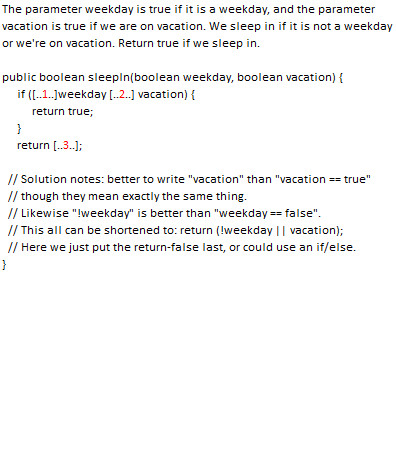 The parameter weekday is true if it is a weekday, and the parameter
vacation is true if we are on vacation. We sleep in if it is not a weekday
or we're on vacation. Return true if we sleep in.
public boolean sleepIn(boolean weekday, boolean vacation) {
if ([..1..]weekday [..2..] vacation) {
return true;
}
return [..3..];
// Solution notes: better to write "vacation" than "vacation == true"
// though they mean exactly the same thing.
// Likewise "!weekday" is better than "weekday == false".
// This all can be shortened to: return (!weekday || vacation);
// Here we just put the return-false last, or could use an if/else.
}